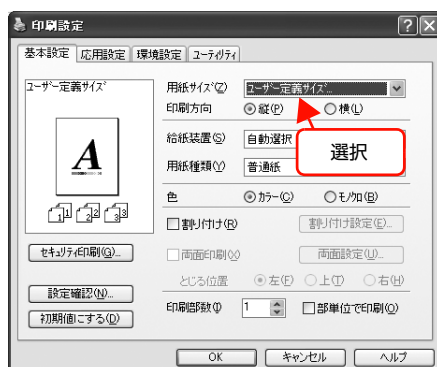 印刷設定
基本設定 応用設定 環境設定 ユーティリティ
ユーザー定義サイズ
用紙サイズ(Z) ユーザー定義サイズ...
印刷方向 縦(P) 横(L)
給紙装置(S) 自動選択
選択
用紙種類(Y) 普通紙
A
色 カラー(C) モノクロ(B)
1 1 2 2 3 3
割り付け(R) 割り付け設定(E)...
セキュリティ印刷(G)... 両面印刷(X) 両面設定(U)...
とじる位置 左(F) 上(T) 右(H)
設定確認(N)...
印刷部数(I) 1 部単位で印刷(O)
初期値にする(D)
OK キャンセル ヘルプ